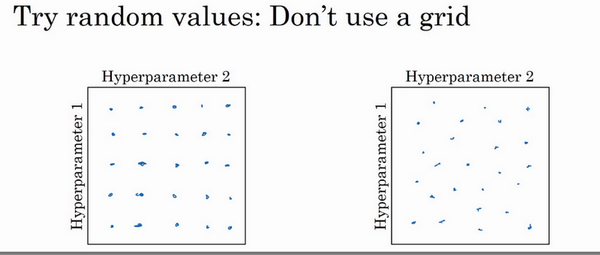 Try random values: Don't use a grid
Hyperparameter 2
Hyperparameter 1
Hyperparameter 2
Hyperparameter 1